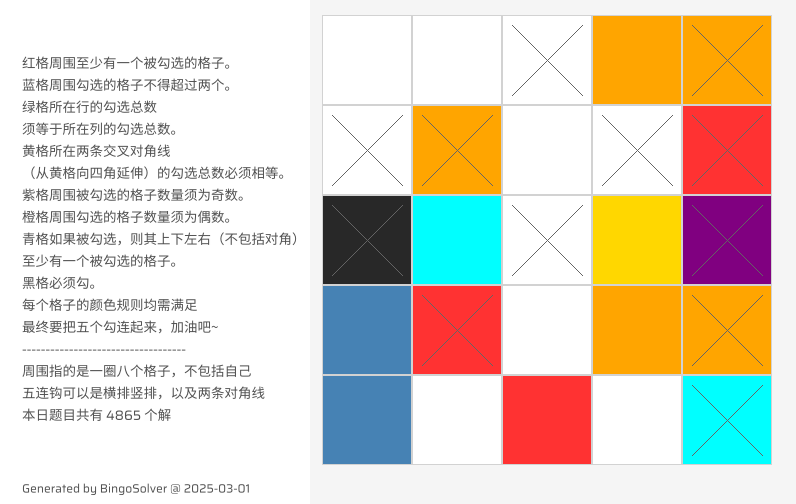 红格周围至少有一个被勾选的格子。
蓝格周围勾选的格子不得超过两个。
绿格所在行的勾选总数
须等于所在列的勾选总数。
黄格所在两条交叉对角线
（从黄格向四角延伸）的勾选总数必须相等。
紫格周围被勾选的格子数量须为奇数。
橙格周围勾选的格子数量须为偶数。
青格如果被勾选，则其上下左右（不包括对角）
至少有一个被勾选的格子。
黑格必须勾。
每个格子的颜色规则均需满足
最终要把五个勾连起来，加油吧~
-----------------------------------
周围指的是一圈八个格子，不包括自己
五连钩可以是横排竖排，以及两条对角线
本日题目共有 4865 个解
Generated by BingoSolver @ 2025-03-01